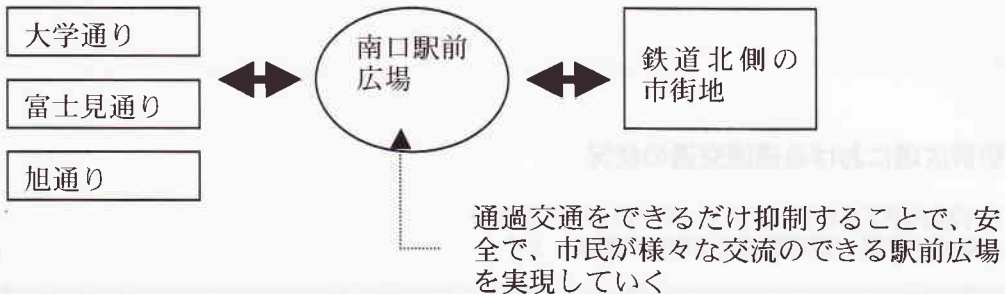 大学通り
富士見通り
旭通り
南口駅前
広場
鉄道北側の
市街地
通過交通をできるだけ抑制することで、安
全で、市民が様々な交流のできる駅前広場
を実現していく